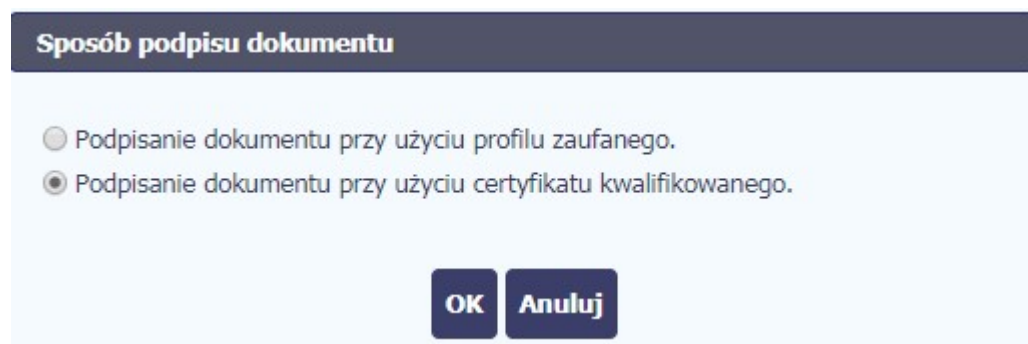 Sposób podpisu dokumentu
Podpisanie dokumentu przy użyciu profilu zaufanego.
Podpisanie dokumentu przy użyciu certyfikatu kwalifikowanego.
OK Anuluj